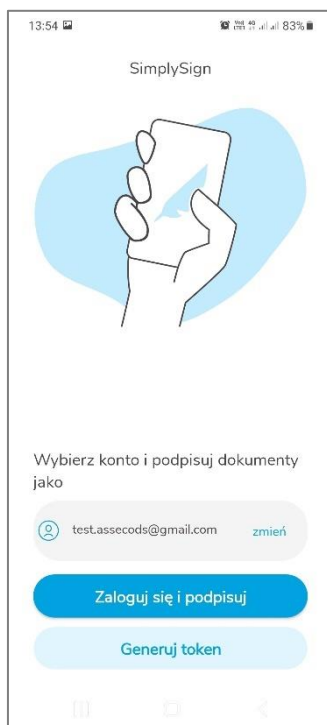 13:54 83%
SimplySign
Wybierz konto i podpisuj dokumenty
jako
test.assecods@gmail.com zmień
Zaloguj się i podpisuj
Generuj token